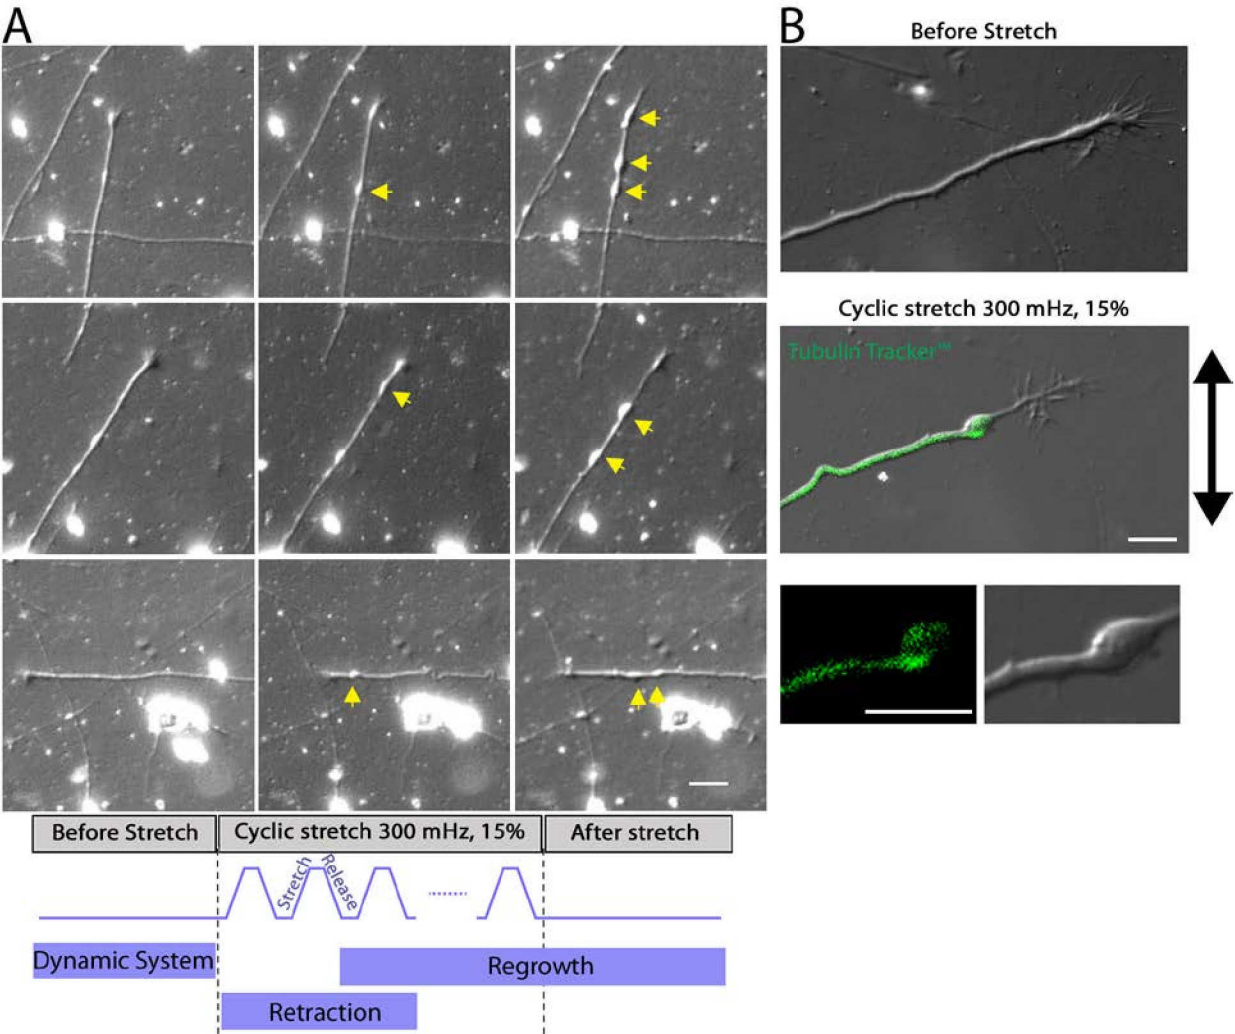 A
B
Before Stretch
Cyclic stretch 300 mHz, 15%
Tubulin Tracker™
Before Stretch
Cyclic stretch 300 mHz, 15%
After stretch
Stretch
Release
Dynamic System
Regrowth
Retraction